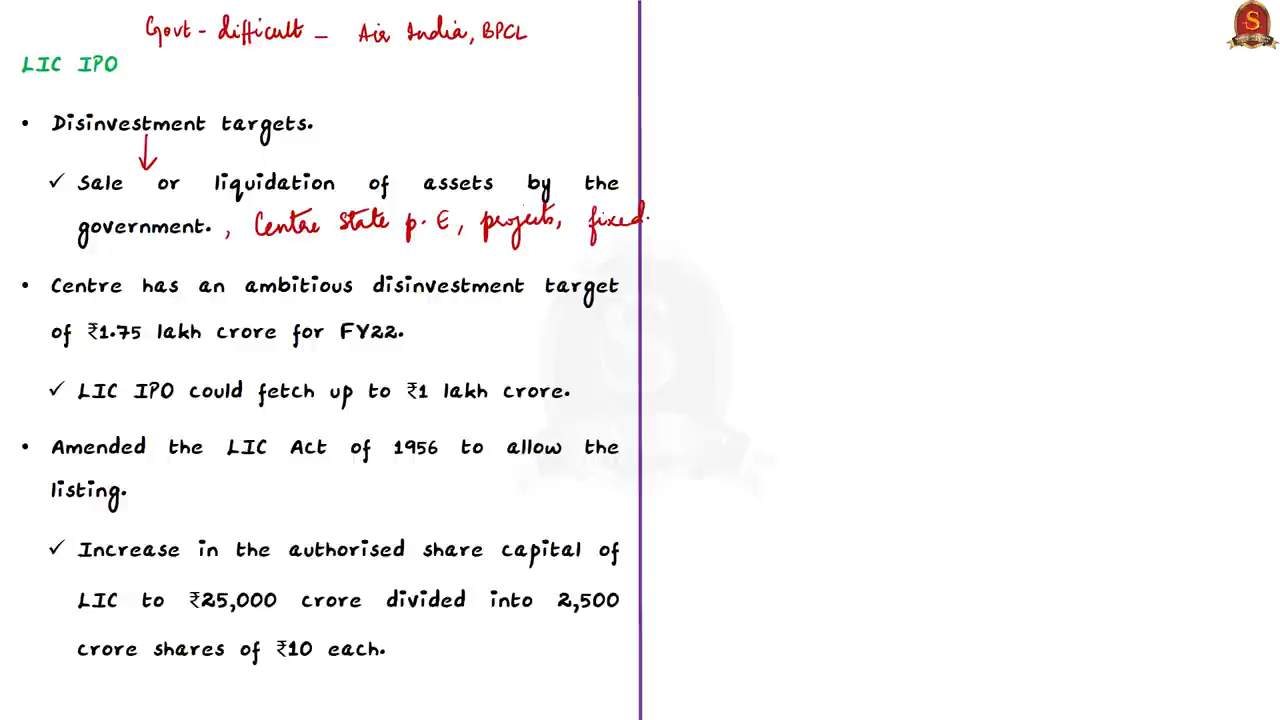 Govt - difficult - Air India, BPCL
LIC IPO
• Disinvestment targets.
✓ Sale or liquidation of assets by the
government. , Centre State p. E, projects, fixed.
• Centre has an ambitious disinvestment target
of ₹1.75 lakh crore for FY22.
✓ LIC IPO could fetch up to ₹1 lakh crore.
• Amended the LIC Act of 1956 to allow the
listing.
✓ Increase in the authorised share capital of
LIC to ₹25,000 crore divided into 2,500
crore shares of ₹10 each.